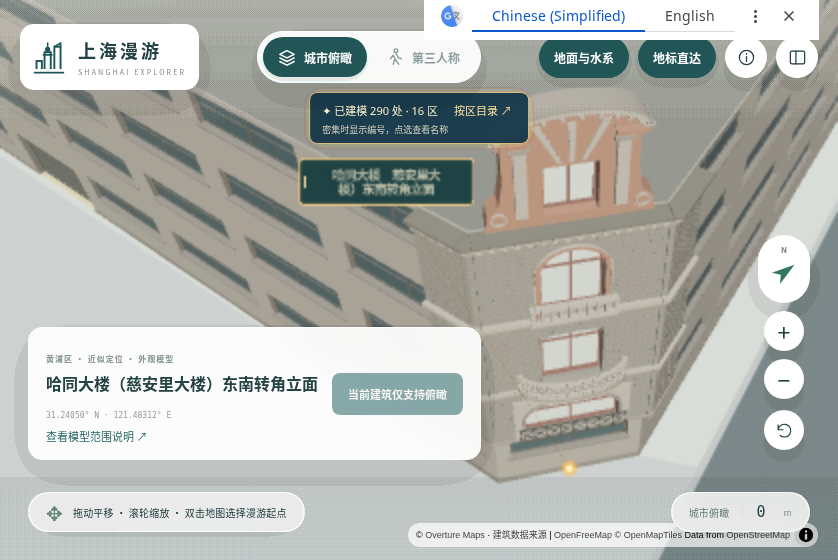 Chinese (Simplified) English
上海漫游
SHANGHAI EXPLORER
城市俯瞰 第三人称
地面与水系 地标直达
✦ 已建模 290 处 · 16 区 按区目录 ↗
密集时显示编号，点选查看名称
哈同大楼（慈安里大
楼）东南转角立面
N
黄浦区 · 近似定位 · 外观模型
哈同大楼（慈安里大楼）东南转角立面
当前建筑仅支持俯瞰
31.24050° N · 121.48312° E
查看模型范围说明 ↗
拖动平移 · 滚轮缩放 · 双击地图选择漫游起点
城市俯瞰 0 m
© Overture Maps · 建筑数据来源 | OpenFreeMap © OpenMapTiles Data from OpenStreetMap